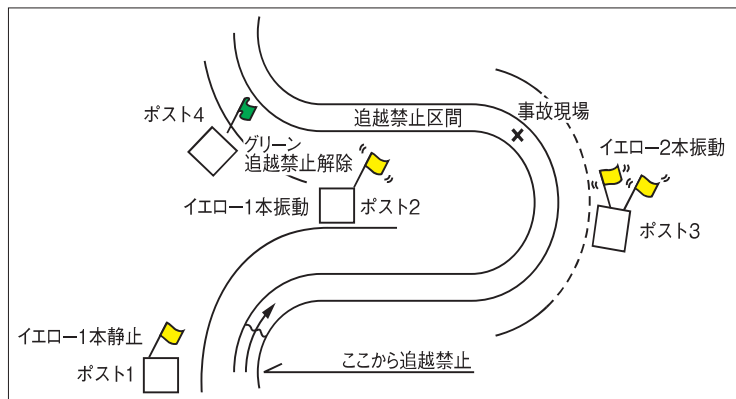 追越禁止区間
事故現場
ポスト4
グリーン
追越禁止解除
イエロー2本振動
イエロー1本振動
ポスト2
ポスト3
イエロー1本静止
ポスト1
ここから追越禁止